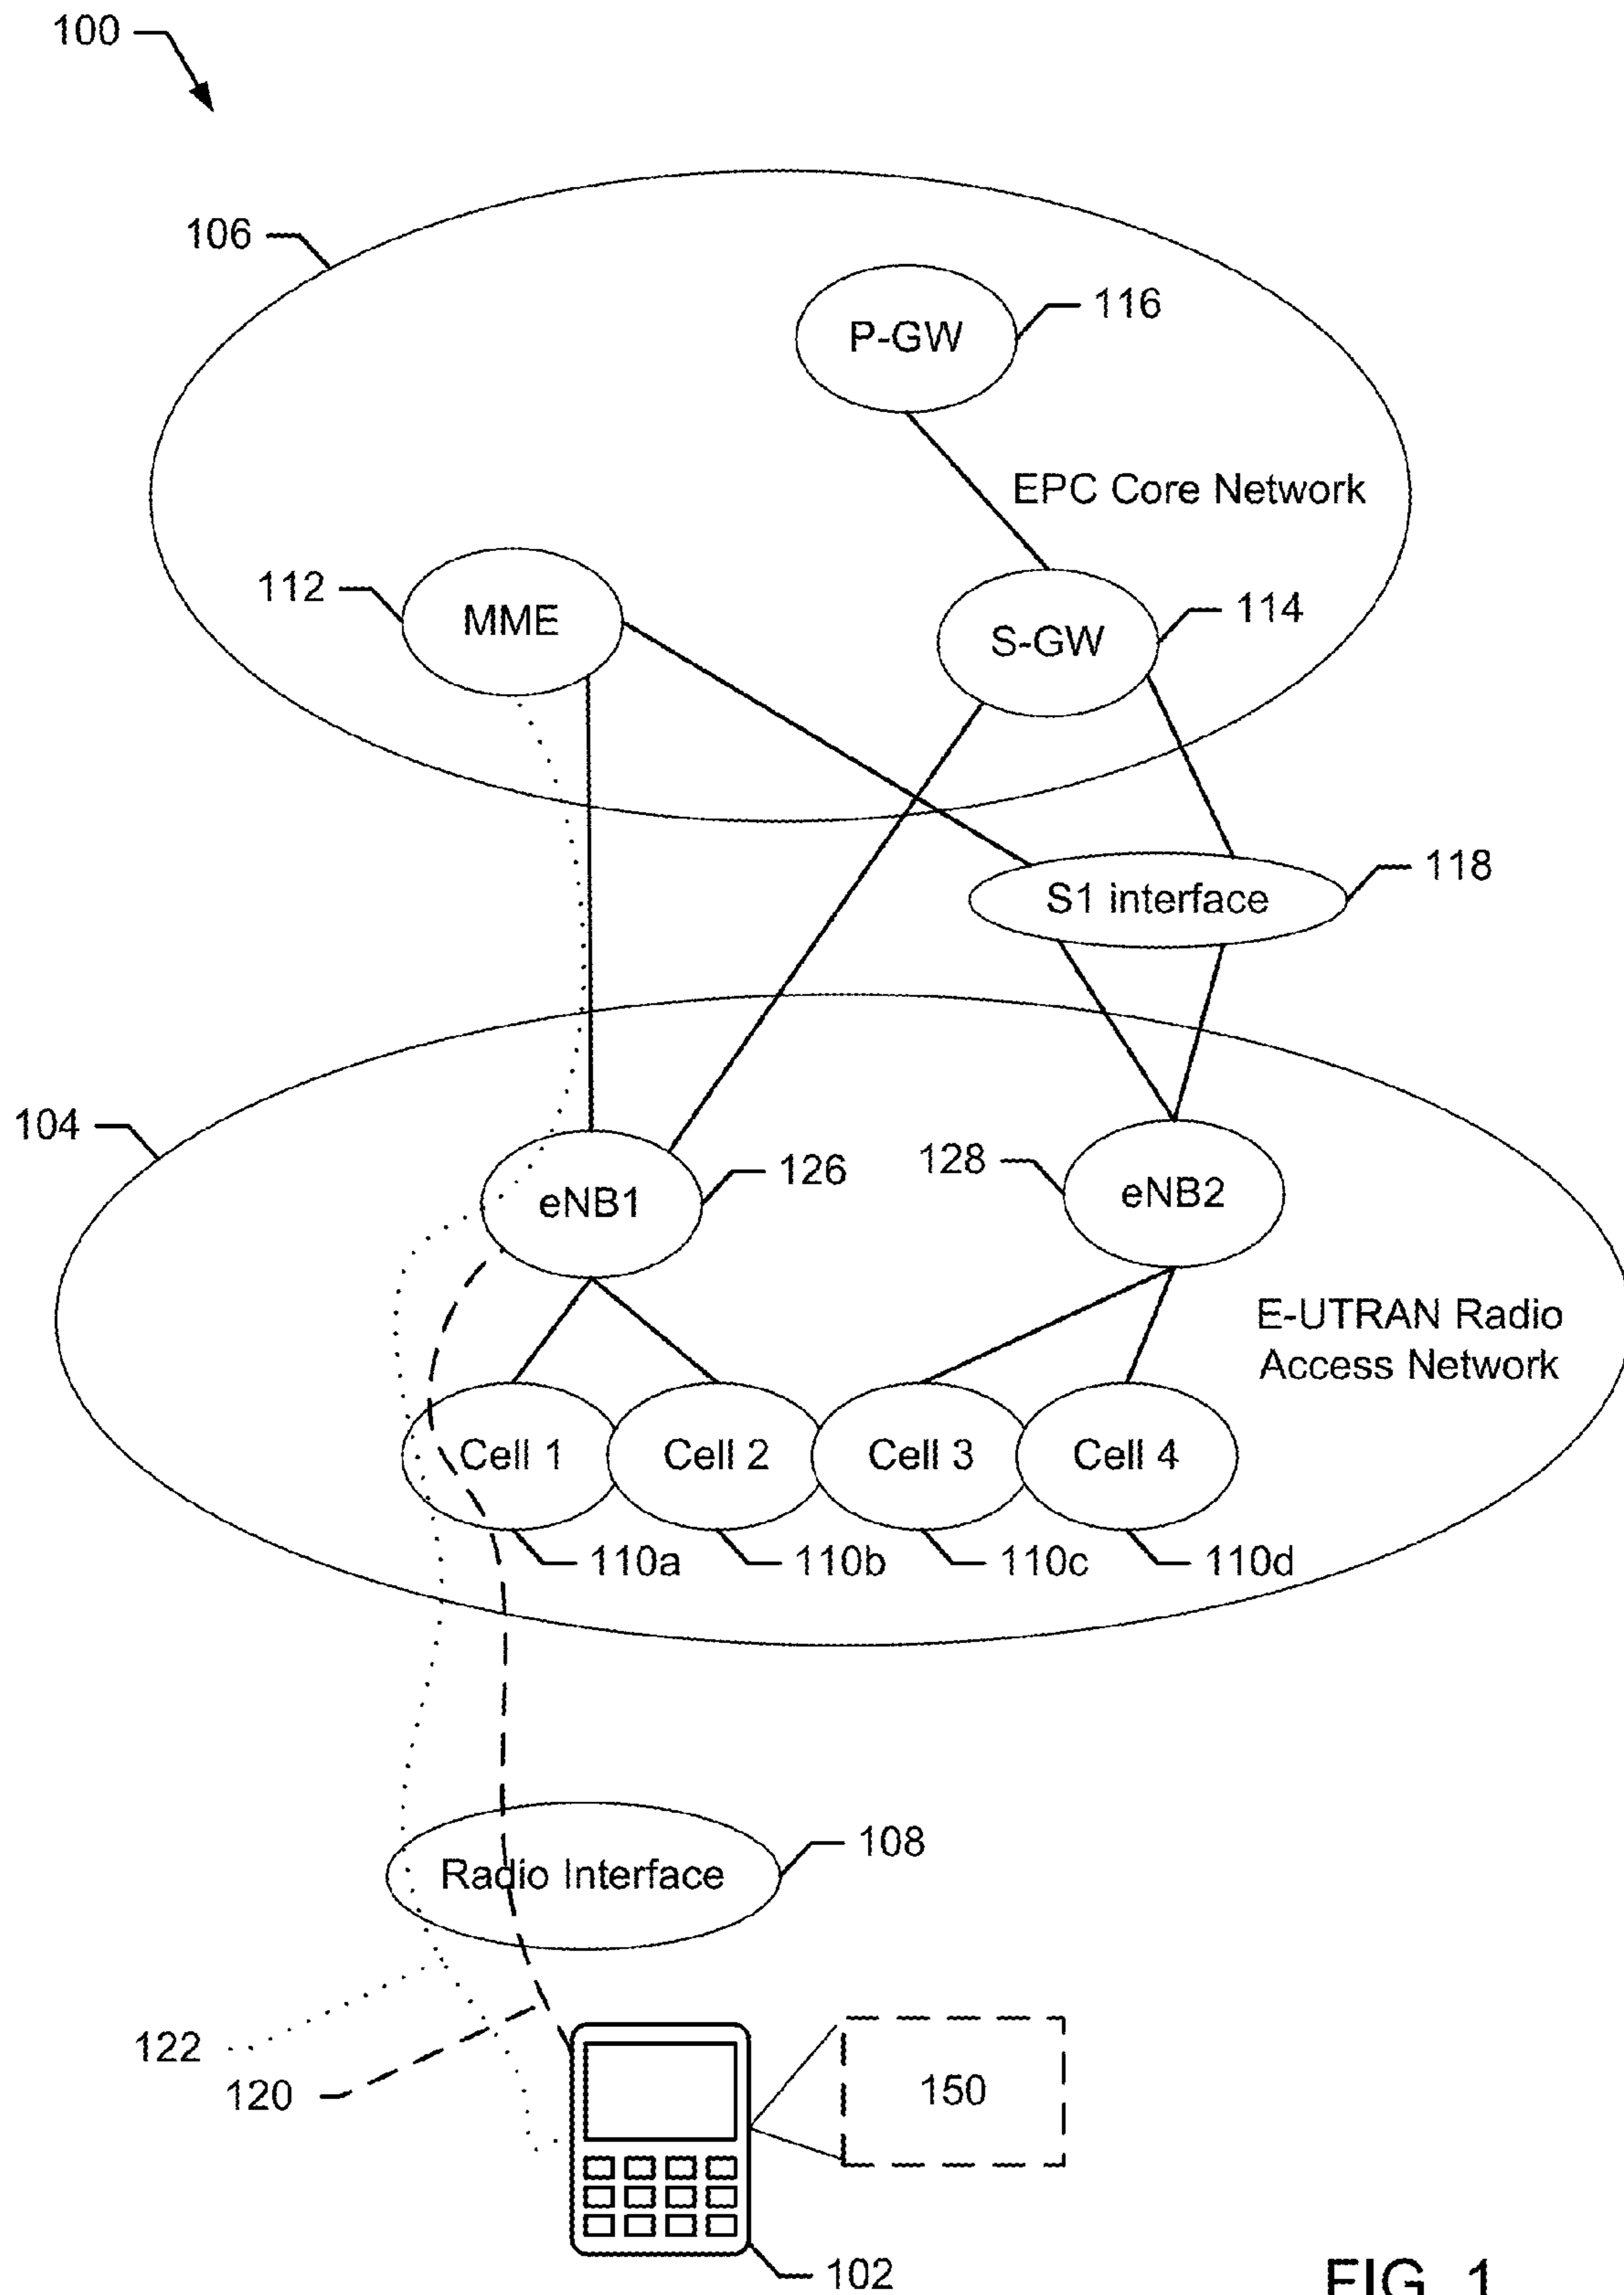 100
106
P-GW
116
EPC Core Network
112
MME
S-GW
114
S1 interface
118
104
eNB1
126
128
eNB2
E-UTRAN Radio
Access Network
Cell 1
Cell 2
Cell 3
Cell 4
110a
110b
110c
110d
Radio Interface
108
122
120
150
102
FIG. 1